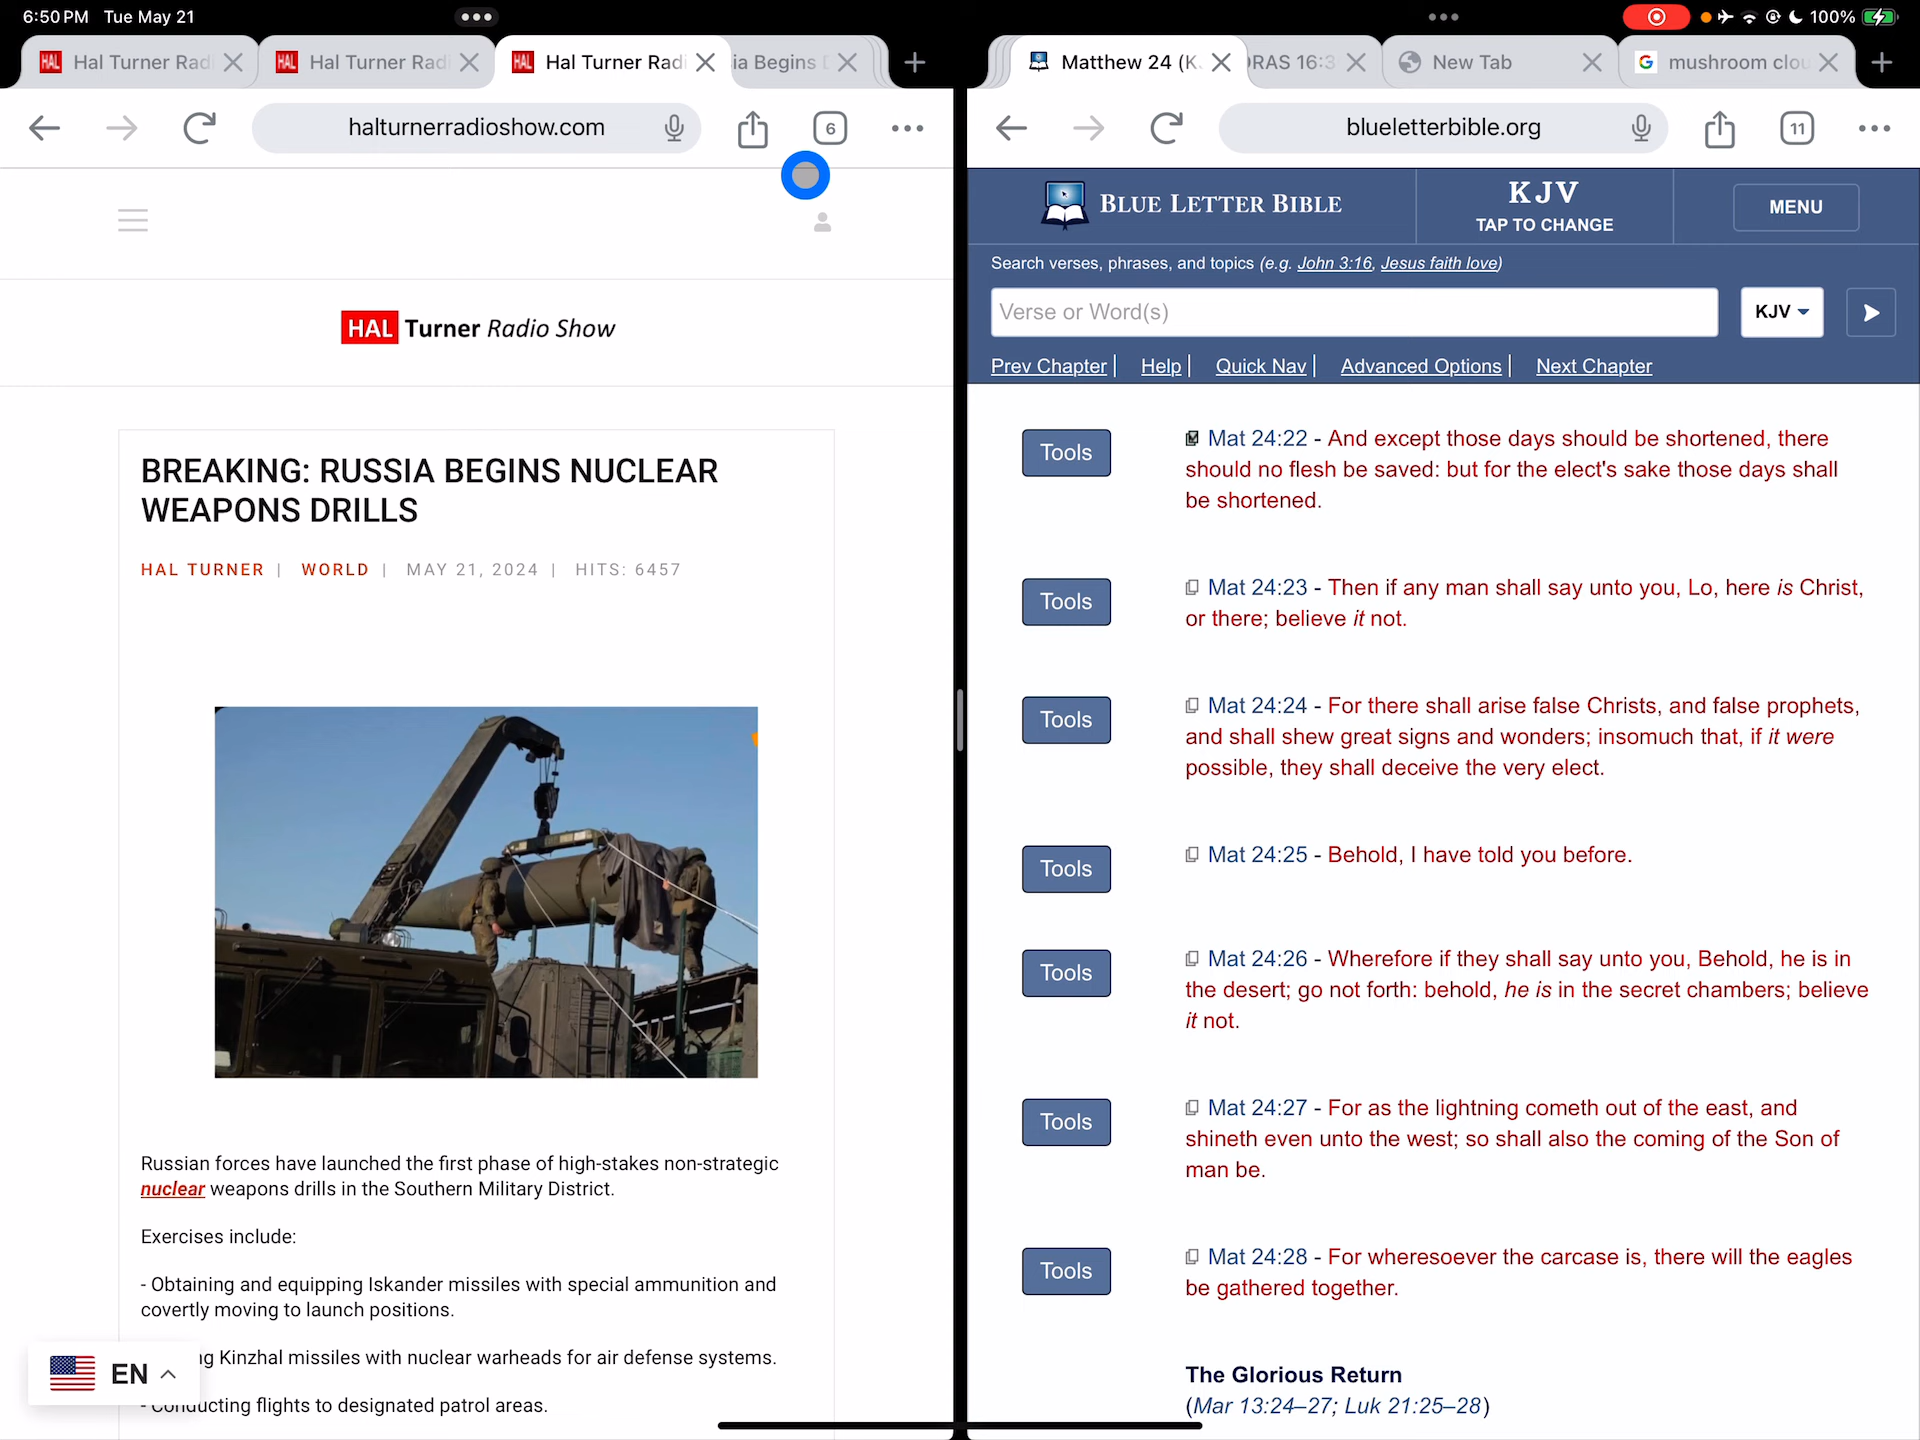 6:50 PM Tue May 21
100%
Hal Turner Rad
Hal Turner Rad
Hal Turner Radi
ia Begins
halturnerradioshow.com
6
HAL Turner Radio Show
BREAKING: RUSSIA BEGINS NUCLEAR
WEAPONS DRILLS
HAL TURNER | WORLD | MAY 21, 2024 | HITS: 6457
Russian forces have launched the first phase of high-stakes non-strategic
nuclear weapons drills in the Southern Military District.
Exercises include:
- Obtaining and equipping Iskander missiles with special ammunition and
covertly moving to launch positions.
ng Kinzhal missiles with nuclear warheads for air defense systems.
EN
- Conducting flights to designated patrol areas.
Matthew 24 (K
RAS 16:3
New Tab
mushroom clou
blueletterbible.org
11
BLUE LETTER BIBLE
KJV
TAP TO CHANGE
MENU
Search verses, phrases, and topics (e.g. John 3:16, Jesus faith love)
Verse or Word(s)
KJV
Prev Chapter | Help | Quick Nav | Advanced Options | Next Chapter
Tools
Mat 24:22 - And except those days should be shortened, there
should no flesh be saved: but for the elect's sake those days shall
be shortened.
Tools
Mat 24:23 - Then if any man shall say unto you, Lo, here is Christ,
or there; believe it not.
Tools
Mat 24:24 - For there shall arise false Christs, and false prophets,
and shall shew great signs and wonders; insomuch that, if it were
possible, they shall deceive the very elect.
Tools
Mat 24:25 - Behold, I have told you before.
Tools
Mat 24:26 - Wherefore if they shall say unto you, Behold, he is in
the desert; go not forth: behold, he is in the secret chambers; believe
it not.
Tools
Mat 24:27 - For as the lightning cometh out of the east, and
shineth even unto the west; so shall also the coming of the Son of
man be.
Tools
Mat 24:28 - For wheresoever the carcase is, there will the eagles
be gathered together.
The Glorious Return
(Mar 13:24–27; Luk 21:25–28)